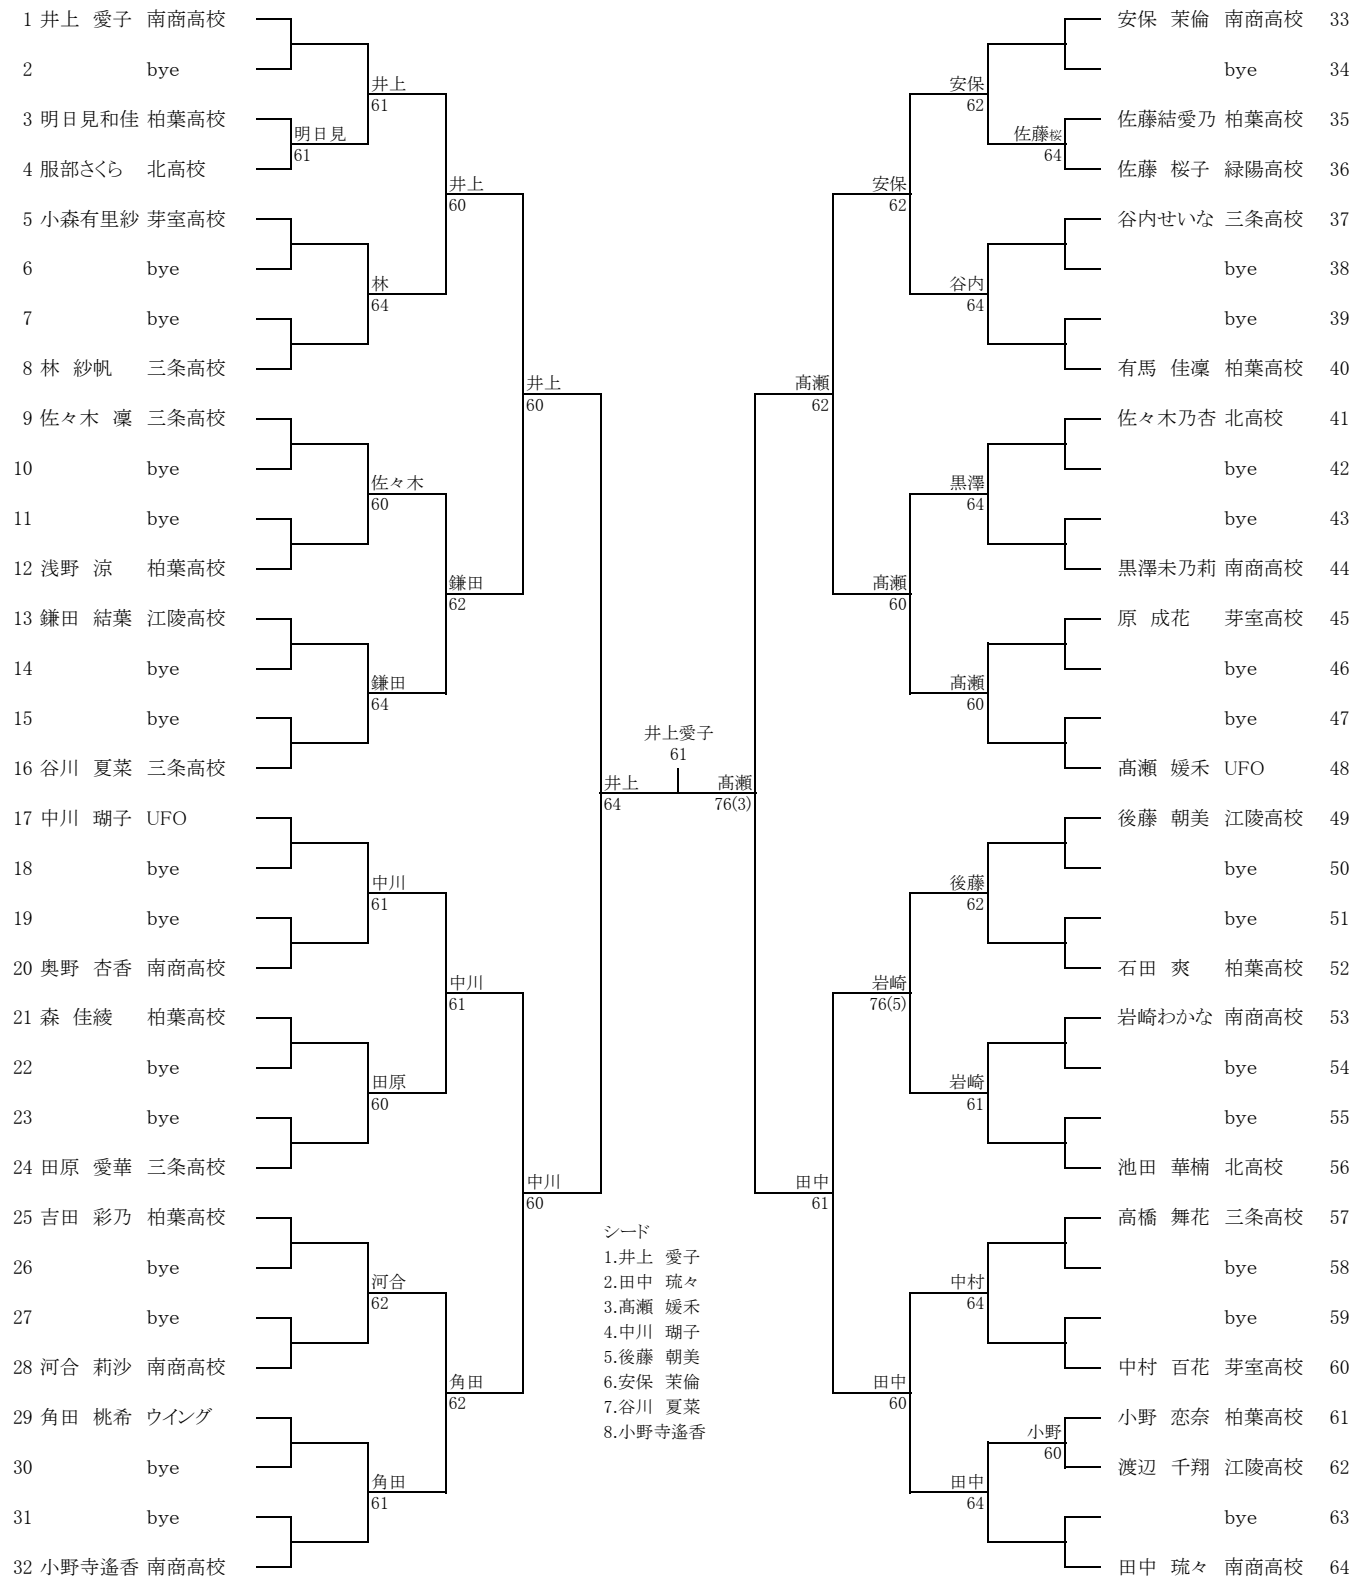 1 井上 愛子 南商高校
2 bye
3 明日見和佳 柏葉高校
4 服部さくら 北高校
5 小森有里紗 芽室高校
6 bye
7 bye
8 林 紗帆 三条高校
9 佐々木 凜 三条高校
10 bye
11 bye
12 浅野 涼 柏葉高校
13 鎌田 結葉 江陵高校
14 bye
15 bye
16 谷川 夏菜 三条高校
17 中川 瑚子 UFO
18 bye
19 bye
20 奥野 杏香 南商高校
21 森 佳綾 柏葉高校
22 bye
23 bye
24 田原 愛華 三条高校
25 吉田 彩乃 柏葉高校
26 bye
27 bye
28 河合 莉沙 南商高校
29 角田 桃希 ウイング
30 bye
31 bye
32 小野寺遙香 南商高校
明日見
61
井上
61
林
64
佐々木
60
鎌田
64
中川
61
田原
60
河合
62
角田
61
井上
60
鎌田
62
中川
61
角田
62
井上
60
中川
60
井上
64
井上愛子
61
髙瀬
76(3)
シード
1.井上 愛子
2.田中 琉々
3.髙瀬 媛禾
4.中川 瑚子
5.後藤 朝美
6.安保 茉倫
7.谷川 夏菜
8.小野寺遙香
髙瀬
62
田中
61
安保
62
髙瀬
60
岩崎
76(5)
田中
60
安保
62
谷内
64
黒澤
64
髙瀬
60
後藤
62
岩崎
61
中村
64
田中
64
佐藤桜
64
小野
60
安保 茉倫 南商高校 33
bye 34
佐藤結愛乃 柏葉高校 35
佐藤 桜子 緑陽高校 36
谷内せいな 三条高校 37
bye 38
bye 39
有馬 佳凜 柏葉高校 40
佐々木乃杏 北高校 41
bye 42
bye 43
黒澤未乃莉 南商高校 44
原 成花 芽室高校 45
bye 46
bye 47
髙瀬 媛禾 UFO 48
後藤 朝美 江陵高校 49
bye 50
bye 51
石田 爽 柏葉高校 52
岩崎わかな 南商高校 53
bye 54
bye 55
池田 華楠 北高校 56
高橋 舞花 三条高校 57
bye 58
bye 59
中村 百花 芽室高校 60
小野 恋奈 柏葉高校 61
渡辺 千翔 江陵高校 62
bye 63
田中 琉々 南商高校 64